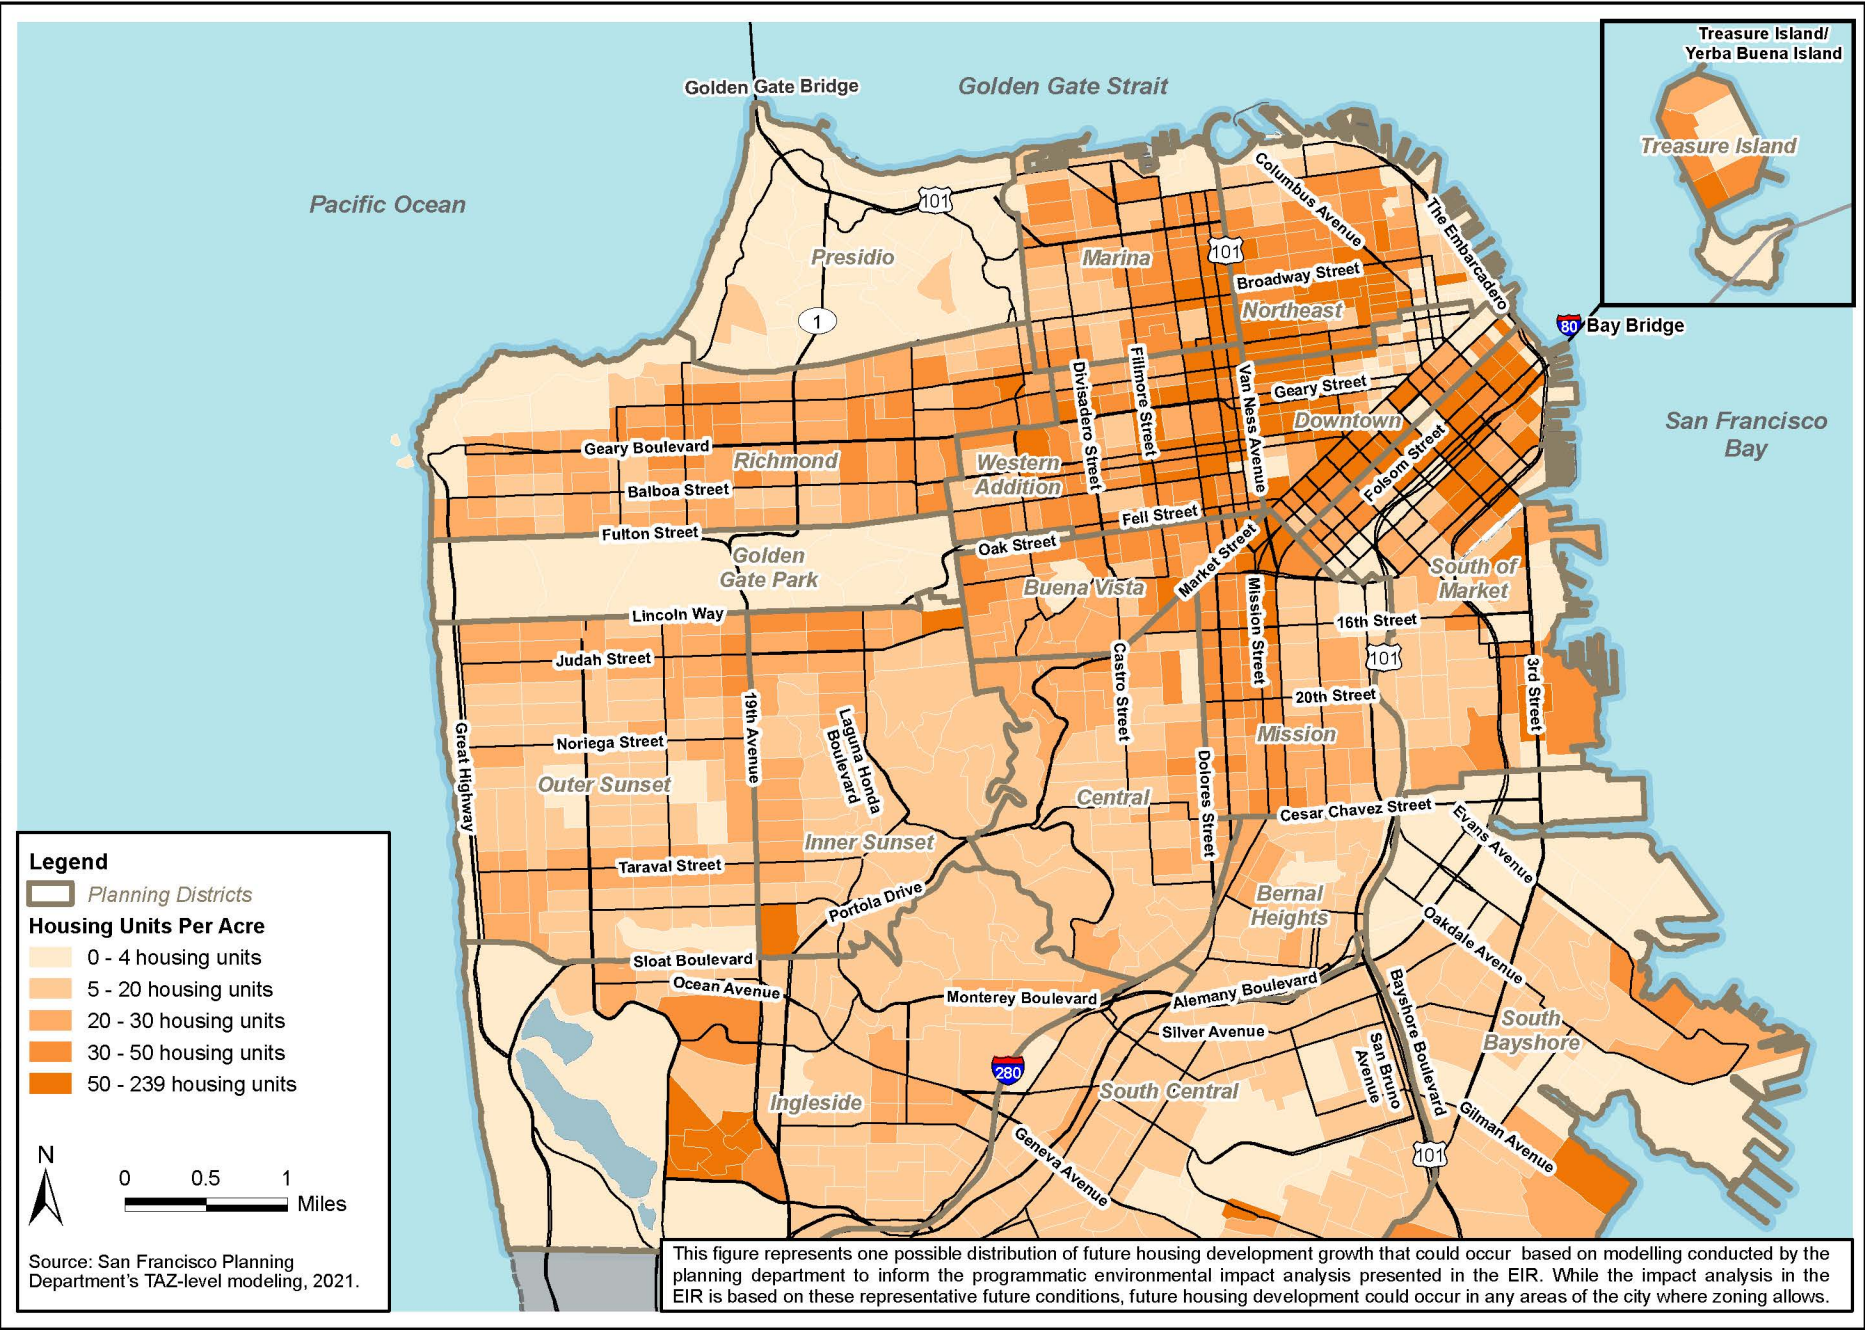 Treasure Island/
Yerba Buena Island
Treasure Island
Golden Gate Bridge
Golden Gate Strait
Pacific Ocean
101
Presidio
1
Marina
101
Columbus Avenue
The Embarcadero
Broadway Street
Northeast
80
Bay Bridge
San Francisco
Bay
Geary Street
Downtown
Divisadero Street
Fillmore Street
Van Ness Avenue
Folsom Street
Geary Boulevard
Richmond
Balboa Street
Western
Addition
Fulton Street
Fell Street
Oak Street
Market Street
Golden
Gate Park
Buena Vista
South of
Market
Lincoln Way
Mission Street
16th Street
Judah Street
101
3rd Street
Castro Street
20th Street
19th Avenue
Laguna Honda
Boulevard
Great Highway
Noriega Street
Mission
Outer Sunset
Central
Dolores Street
Cesar Chavez Street
Evans Avenue
Inner Sunset
Taraval Street
Portola Drive
Bernal
Heights
Oakdale Avenue
Sloat Boulevard
Ocean Avenue
Monterey Boulevard
Alemany Boulevard
Bayshore Boulevard
Silver Avenue
San Bruno
Avenue
South
Bayshore
280
South Central
Ingleside
Geneva Avenue
Gilman Avenue
101
Legend
Planning Districts
Housing Units Per Acre
0 - 4 housing units
5 - 20 housing units
20 - 30 housing units
30 - 50 housing units
50 - 239 housing units
N
0 0.5 1
Miles
Source: San Francisco Planning
Department's TAZ-level modeling, 2021.
This figure represents one possible distribution of future housing development growth that could occur based on modelling conducted by the
planning department to inform the programmatic environmental impact analysis presented in the EIR. While the impact analysis in the
EIR is based on these representative future conditions, future housing development could occur in any areas of the city where zoning allows.